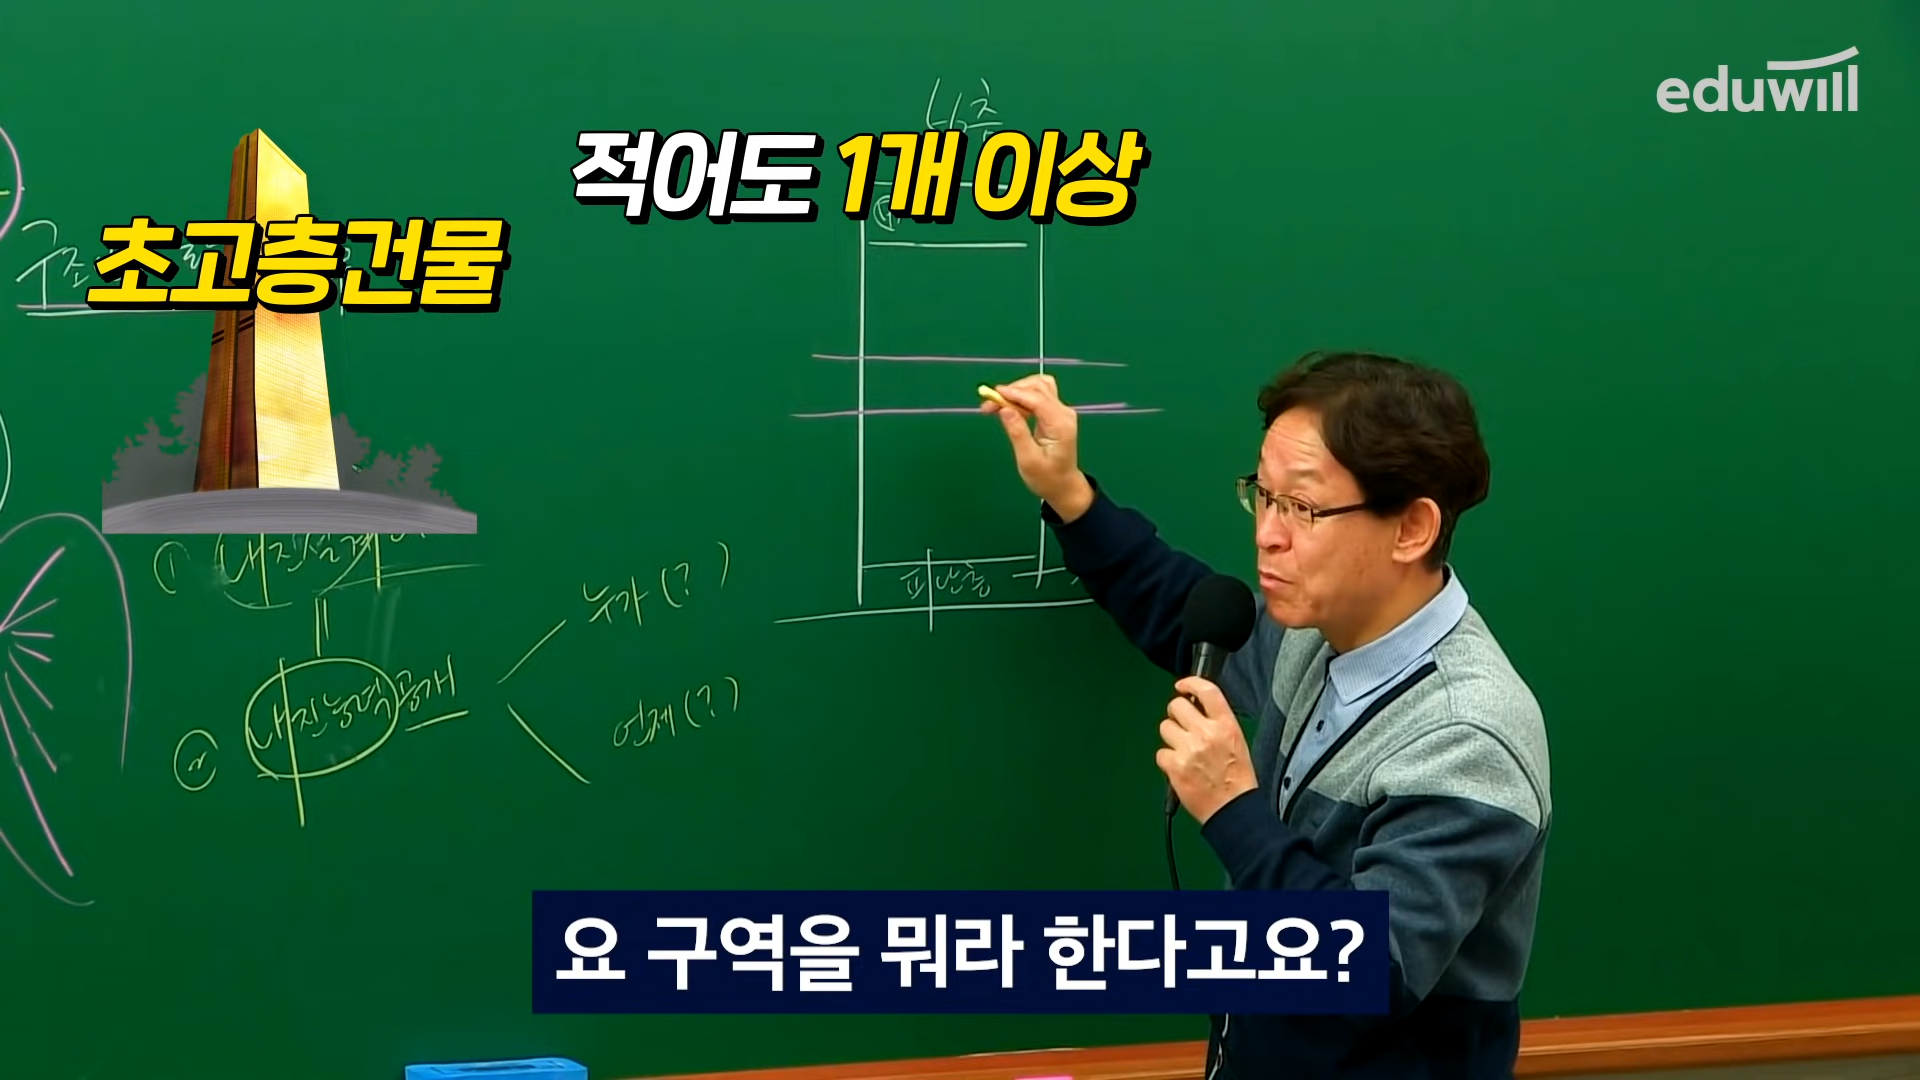 eduwill
적어도 1개 이상
초고층건물
피난층
① 내진설계
누가(?)
② 내진능력공개
언제(?)
요 구역을 뭐라 한다고요?